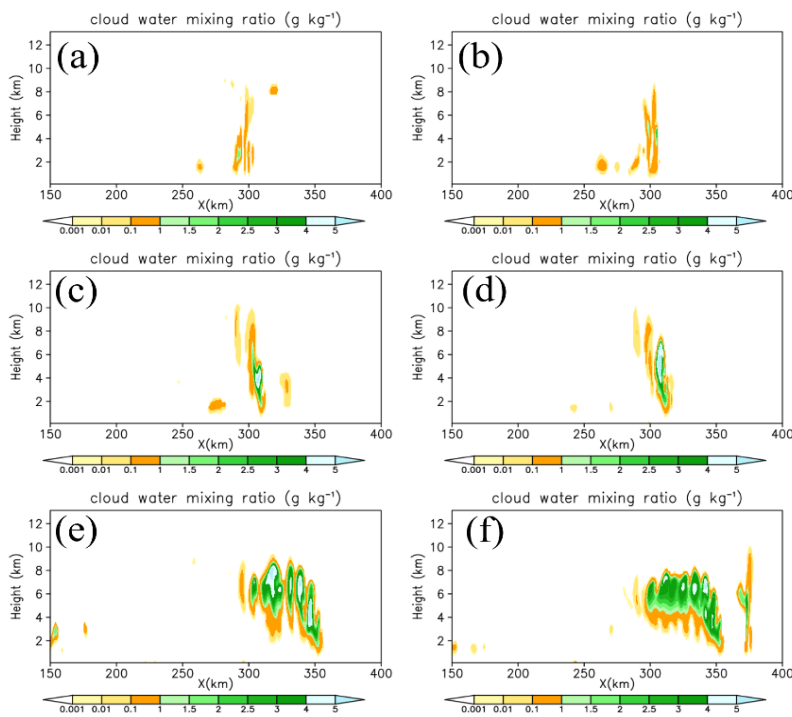 cloud water mixing ratio (g kg⁻¹)
(a)
Height (km)
12
10
8
6
4
2
150 200 250 300 350 400
X(km)
0.001 0.01 0.1 1 1.5 2 2.5 3 4 5
cloud water mixing ratio (g kg⁻¹)
(b)
Height (km)
12
10
8
6
4
2
150 200 250 300 350 400
X(km)
0.001 0.01 0.1 1 1.5 2 2.5 3 4 5
cloud water mixing ratio (g kg⁻¹)
(c)
Height (km)
10
8
6
4
2
150 200 250 300 350 400
X(km)
0.001 0.01 0.1 1 1.5 2 2.5 3 4 5
cloud water mixing ratio (g kg⁻¹)
(d)
Height (km)
12
10
8
6
4
2
150 200 250 300 350 400
X(km)
0.001 0.01 0.1 1 1.5 2 2.5 3 4 5
cloud water mixing ratio (g kg⁻¹)
(e)
Height (km)
12
10
8
6
4
2
150 200 250 300 350 400
X(km)
0.001 0.01 0.1 1 1.5 2 2.5 3 4 5
cloud water mixing ratio (g kg⁻¹)
(f)
Height (km)
12
10
8
6
4
2
150 200 250 300 350 400
X(km)
0.001 0.01 0.1 1 1.5 2 2.5 3 4 5